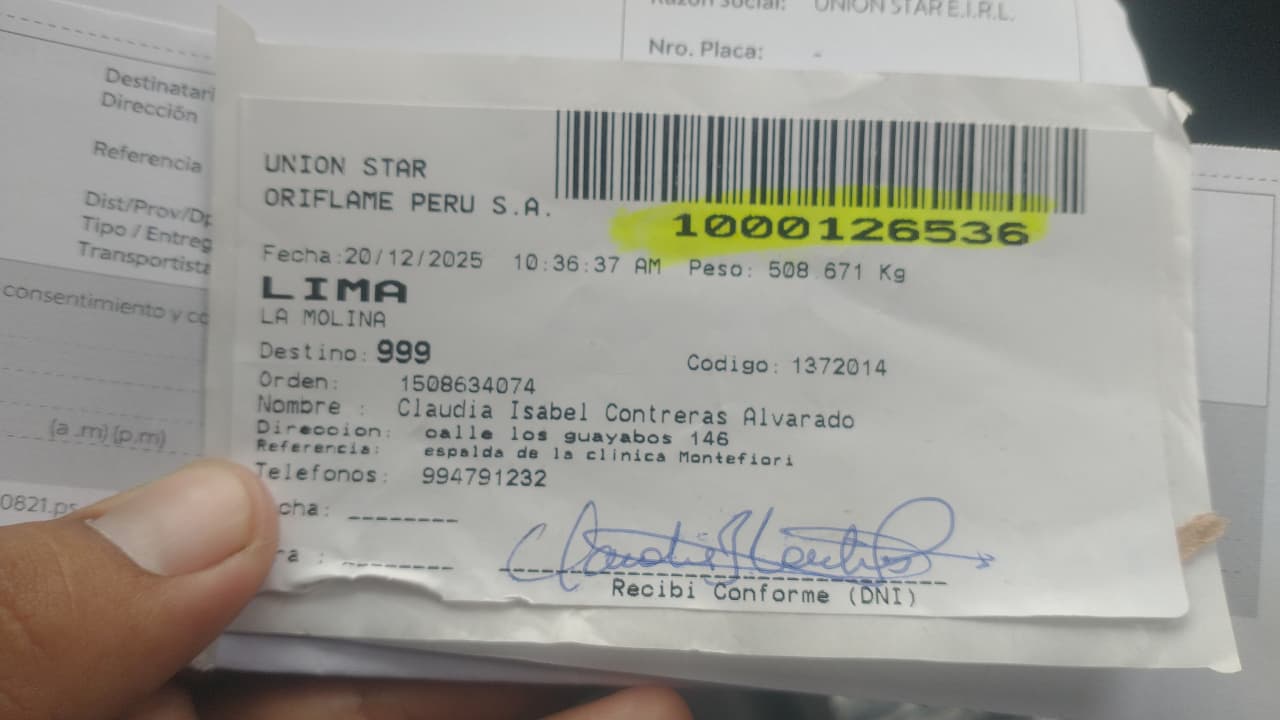 Razón Social: UNION STAR E.I.R.L.
Nro. Placa: -
Destinatari
Dirección
Referencia
Dist/Prov/Dp
Tipo / Entreg
Transportista
consentimiento y co
(a .m) (p.m)
0821.ps
UNION STAR
ORIFLAME PERU S.A.
1000126536
Fecha:20/12/2025 10:36:37 AM Peso: 508.671 Kg
LIMA
LA MOLINA
Destino: 999 Codigo: 1372014
Orden: 1508634074
Nombre : Claudia Isabel Contreras Alvarado
Direccion: calle los guayabos 146
Referencia: espalda de la clinica Montefiori
Telefonos: 994791232
cha: --------
ra : --------
Recibi Conforme (DNI)